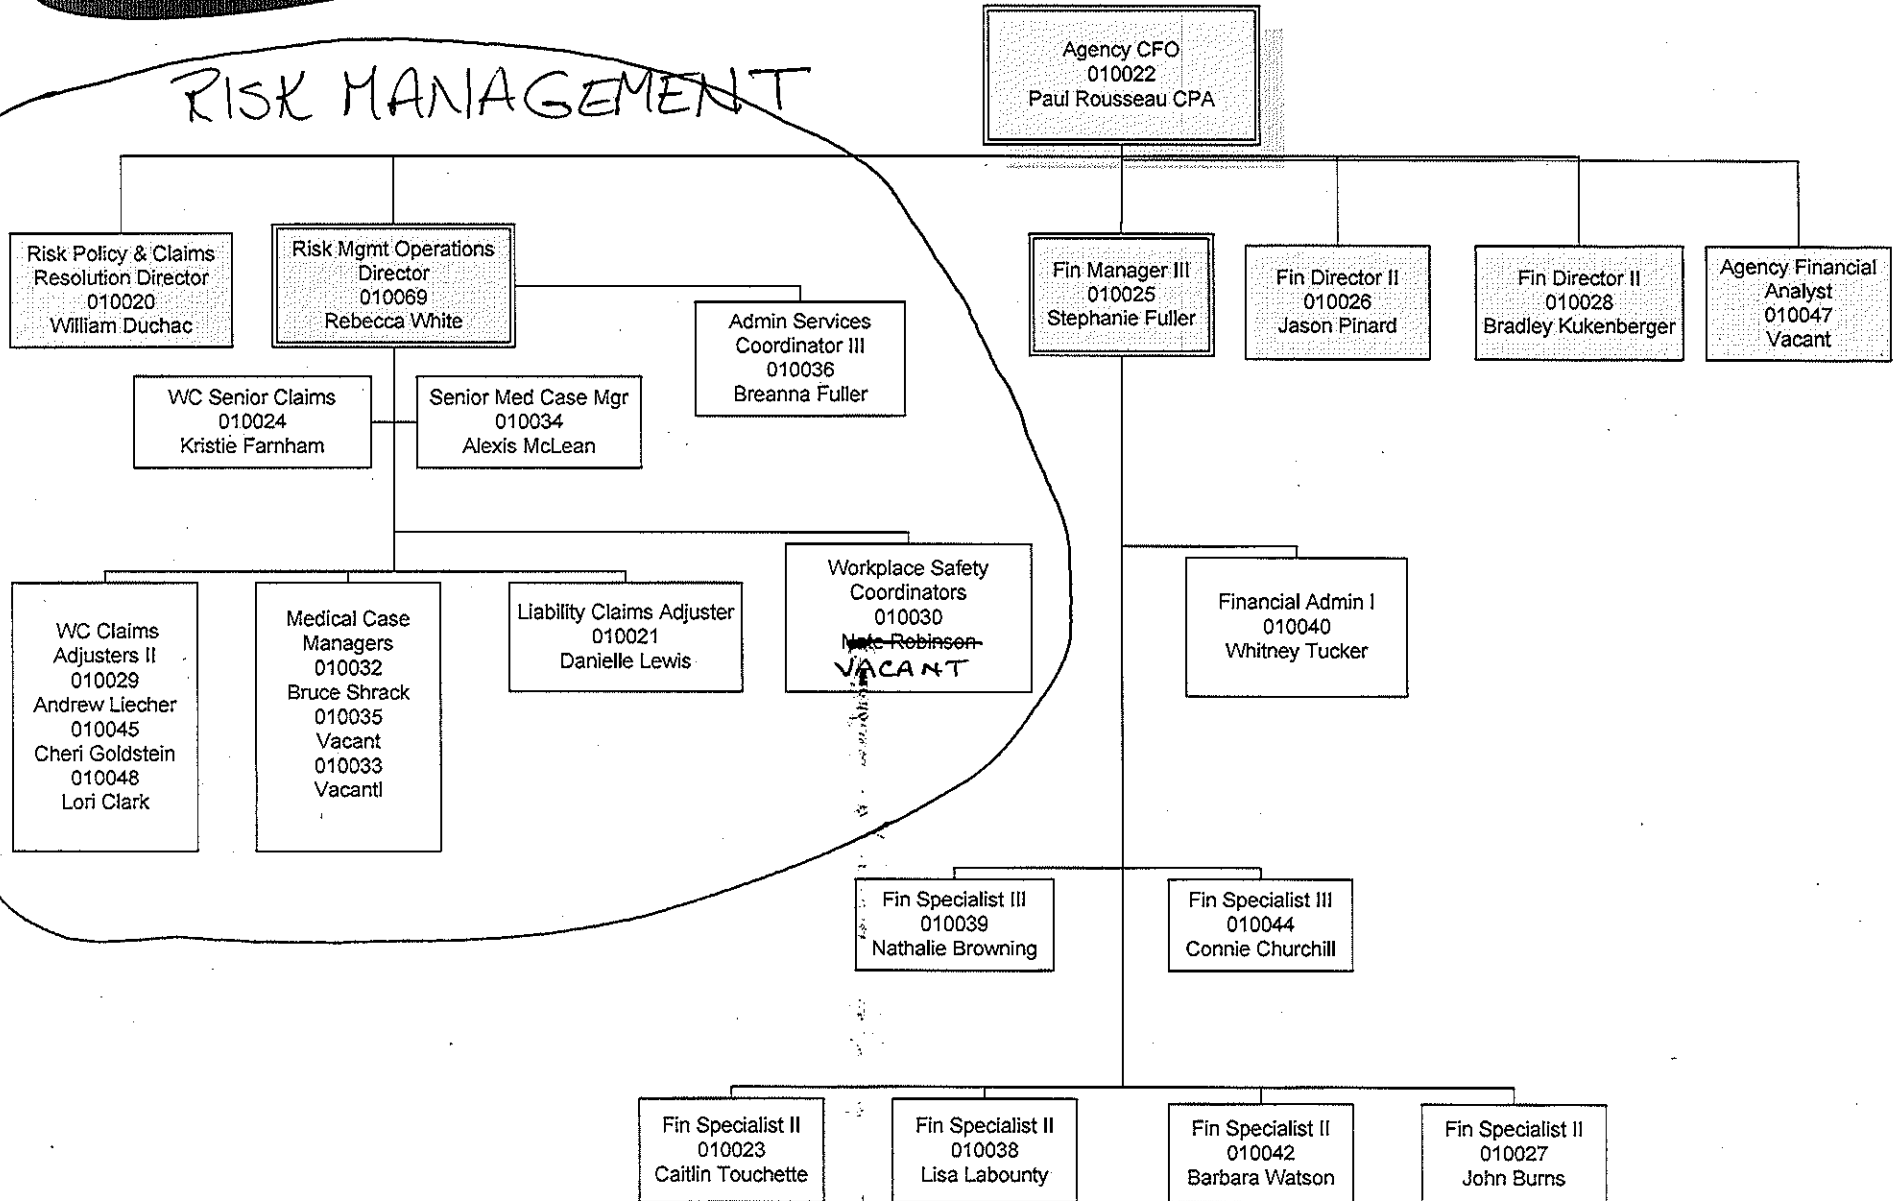 Agency CFO
010022
Paul Rousseau CPA
RISK MANAGEMENT
Risk Policy & Claims
Resolution Director
010020
William Duchac
Risk Mgmt Operations
Director
010069
Rebecca White
Admin Services
Coordinator III
010036
Breanna Fuller
Fin Manager III
010025
Stephanie Fuller
Fin Director II
010026
Jason Pinard
Fin Director II
010028
Bradley Kukenberger
Agency Financial
Analyst
010047
Vacant
WC Senior Claims
010024
Kristie Farnham
Senior Med Case Mgr
010034
Alexis McLean
WC Claims
Adjusters II
010029
Andrew Liecher
010045
Cheri Goldstein
010048
Lori Clark
Medical Case
Managers
010032
Bruce Shrack
010035
Vacant
010033
Vacantl
Liability Claims Adjuster
010021
Danielle Lewis
Workplace Safety
Coordinators
010030
Nate Robinson
VACANT
Financial Admin I
010040
Whitney Tucker
Fin Specialist III
010039
Nathalie Browning
Fin Specialist III
010044
Connie Churchill
Fin Specialist II
010023
Caitlin Touchette
Fin Specialist II
010038
Lisa Labounty
Fin Specialist II
010042
Barbara Watson
Fin Specialist II
010027
John Burns